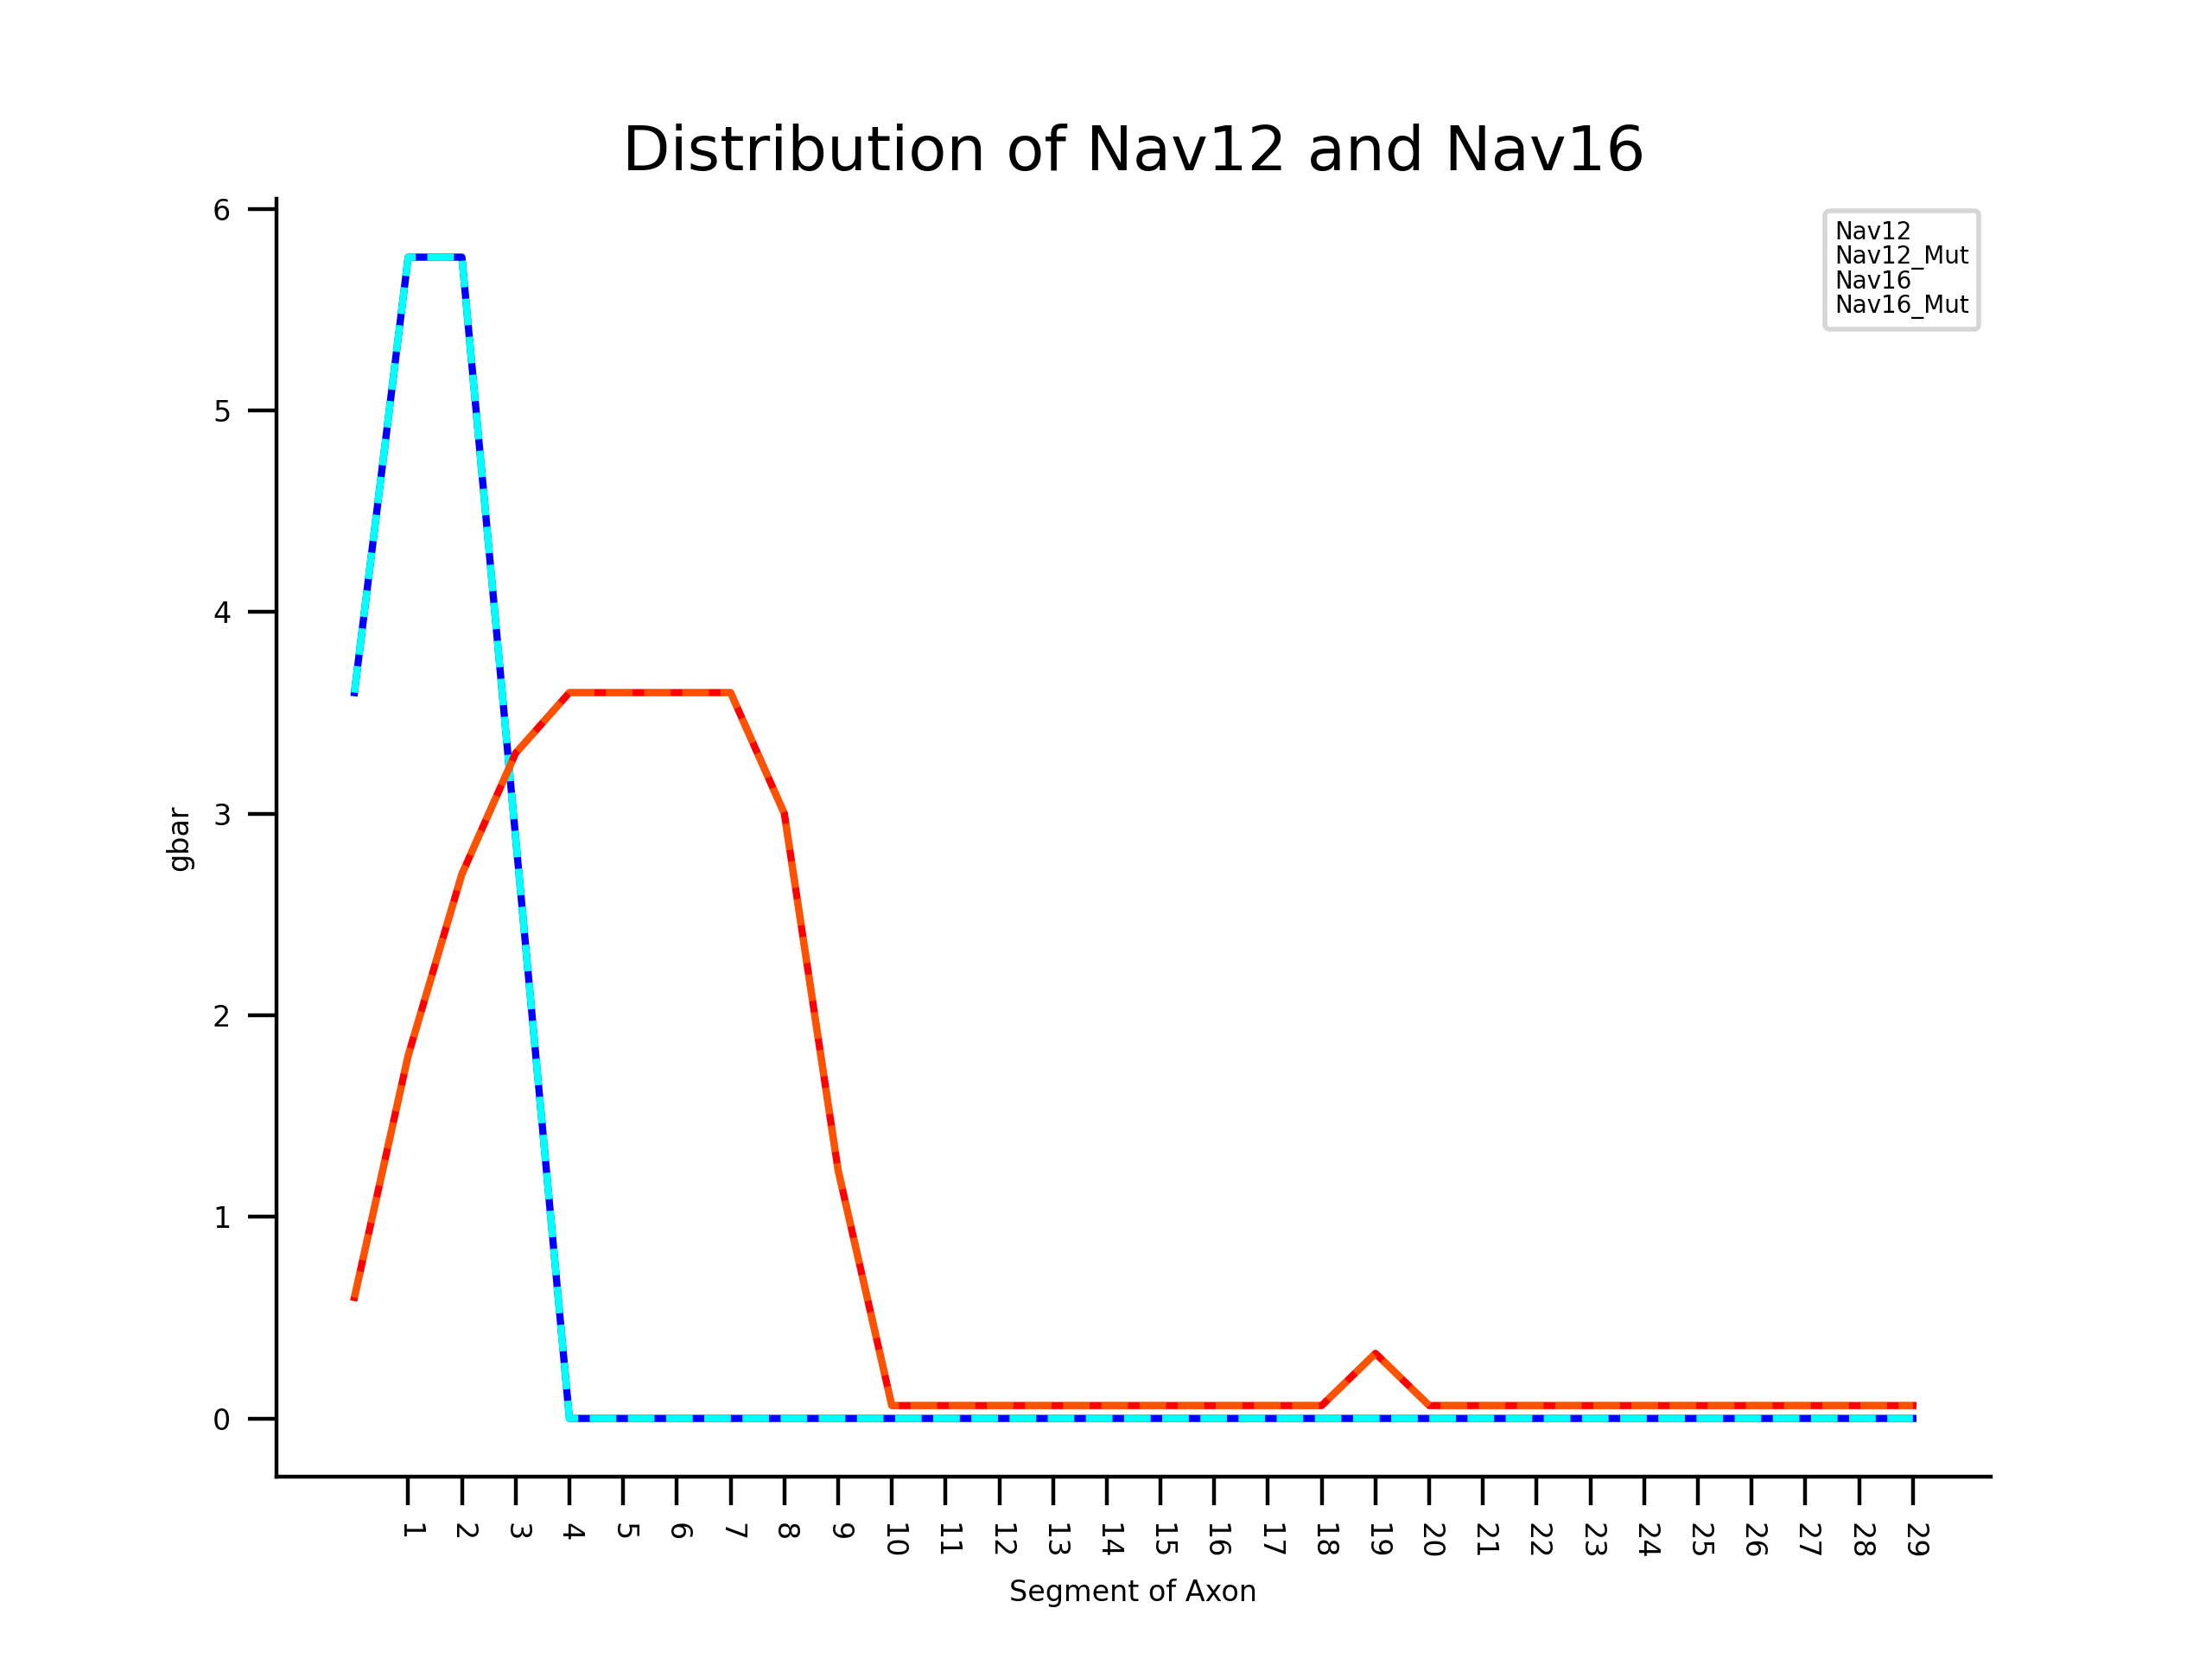 Distribution of Nav12 and Nav16
Nav12
Nav12_Mut
Nav16
Nav16_Mut
6
5
4
3
2
1
0
gbar
1 2 3 4 5 6 7 8 9 10 11 12 13 14 15 16 17 18 19 20 21 22 23 24 25 26 27 28 29
Segment of Axon